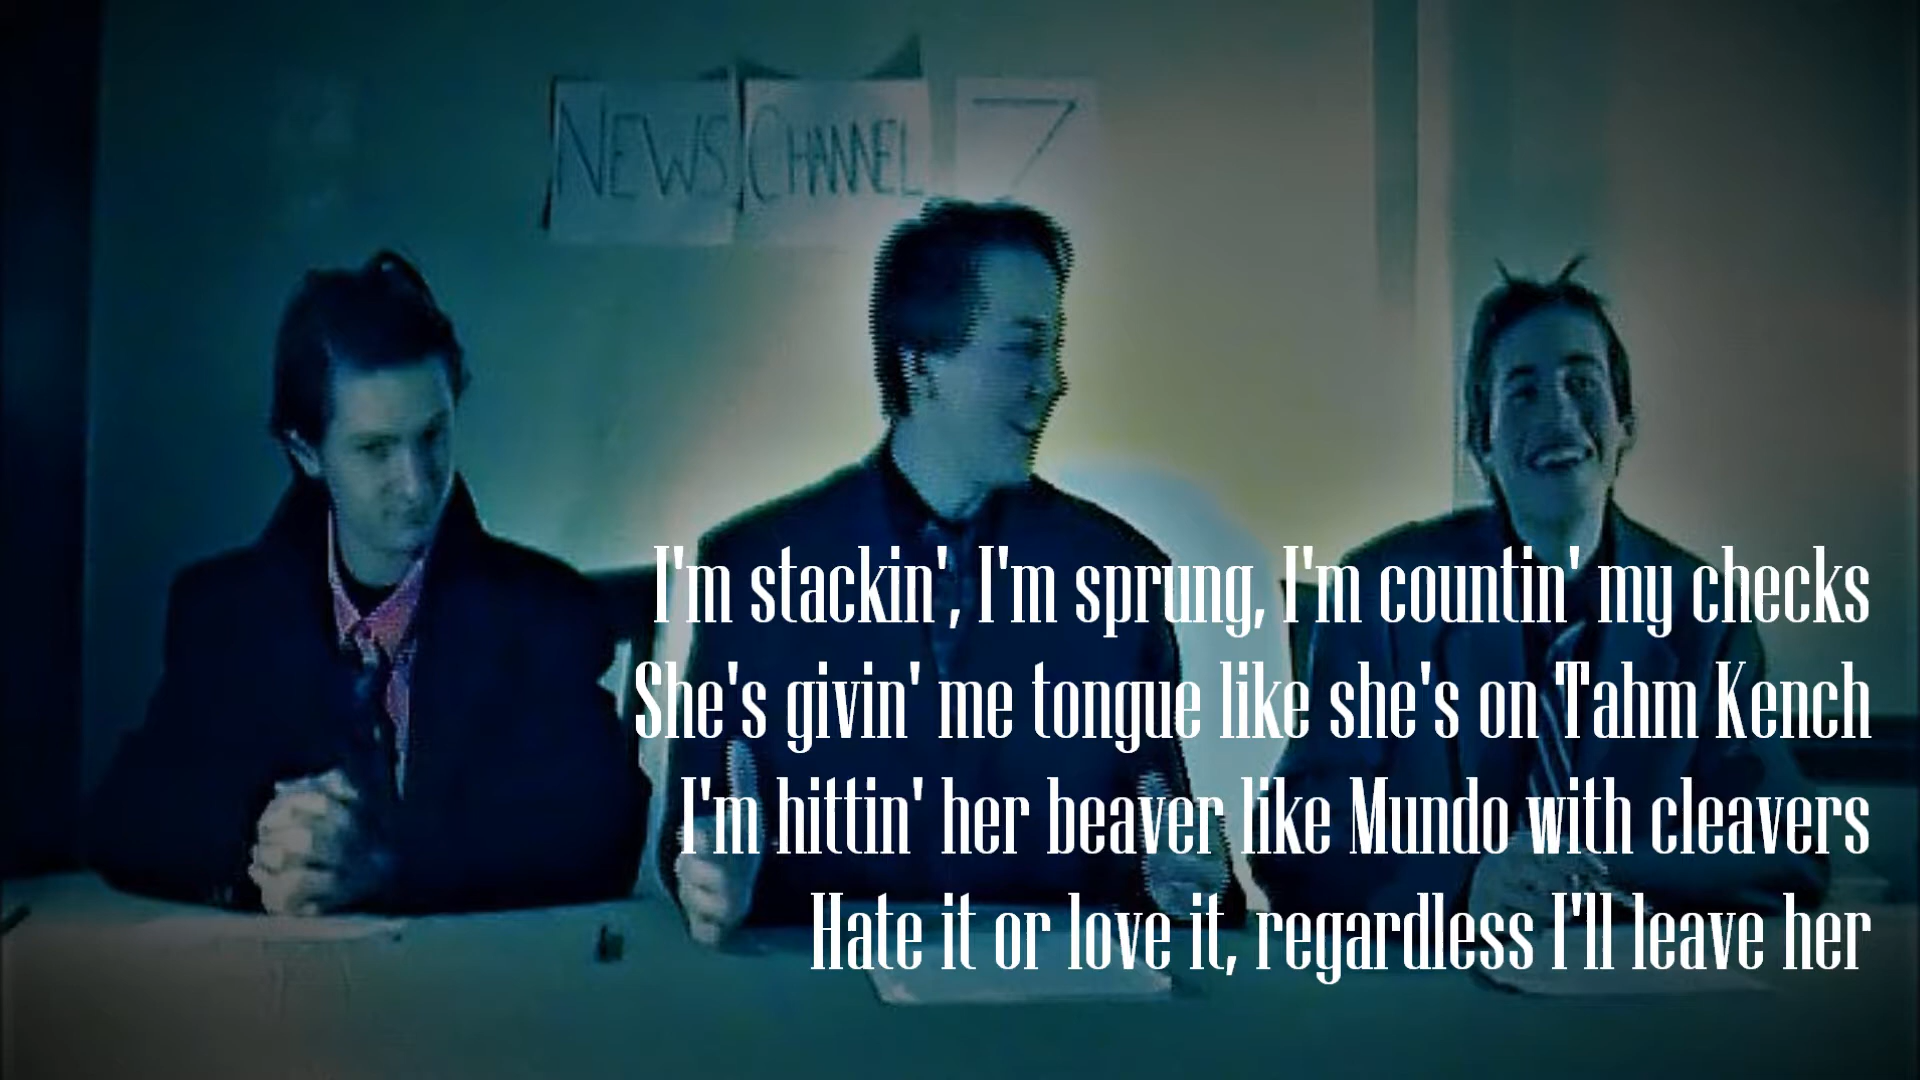 NEWS CHANNEL 7
I'm stackin', I'm sprung, I'm countin' my checks
She's givin' me tongue like she's on Tahm Kench
I'm hittin' her beaver like Mundo with cleavers
Hate it or love it, regardless I'll leave her